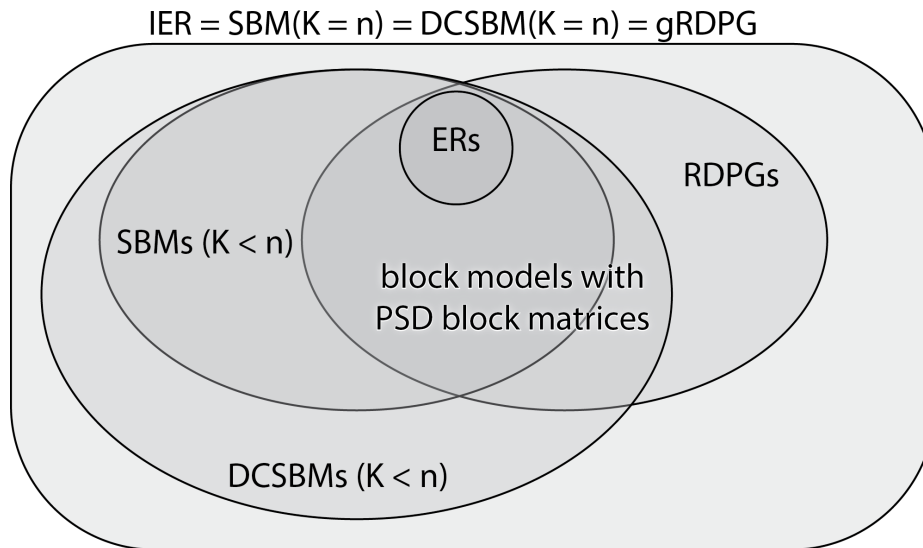 IER = SBM(K = n) = DCSBM(K = n) = gRDPG
ERs
RDPGs
SBMs (K < n)
block models with
PSD block matrices
DCSBMs (K < n)